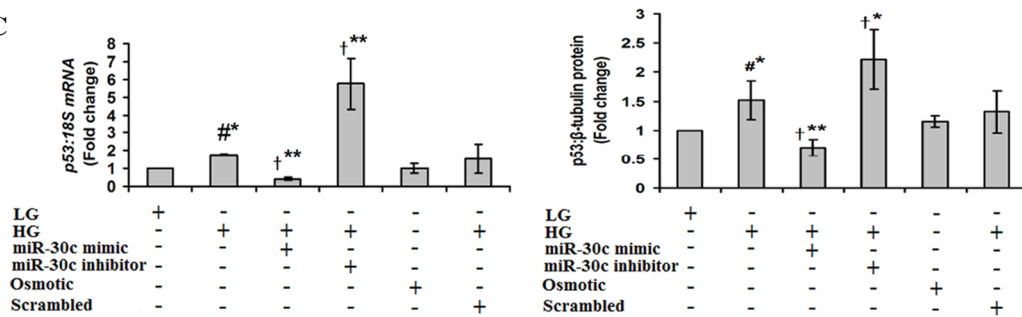 C
p53:18S mRNA
(Fold change)
8
7
6
5
4
3
2
1
0
#*
†**
†**
LG + - - - - -
HG - + + + - +
miR-30c mimic - - + - - -
miR-30c inhibitor - - - + - -
Osmotic - - - - + -
Scrambled - - - - - +
p53:β-tubulin protein
(Fold change)
3
2.5
2
1.5
1
0.5
0
#*
†**
†*
LG + - - - - -
HG - + + + - +
miR-30c mimic - - + - - -
miR-30c inhibitor - - - + - -
Osmotic - - - - + -
Scrambled - - - - - +